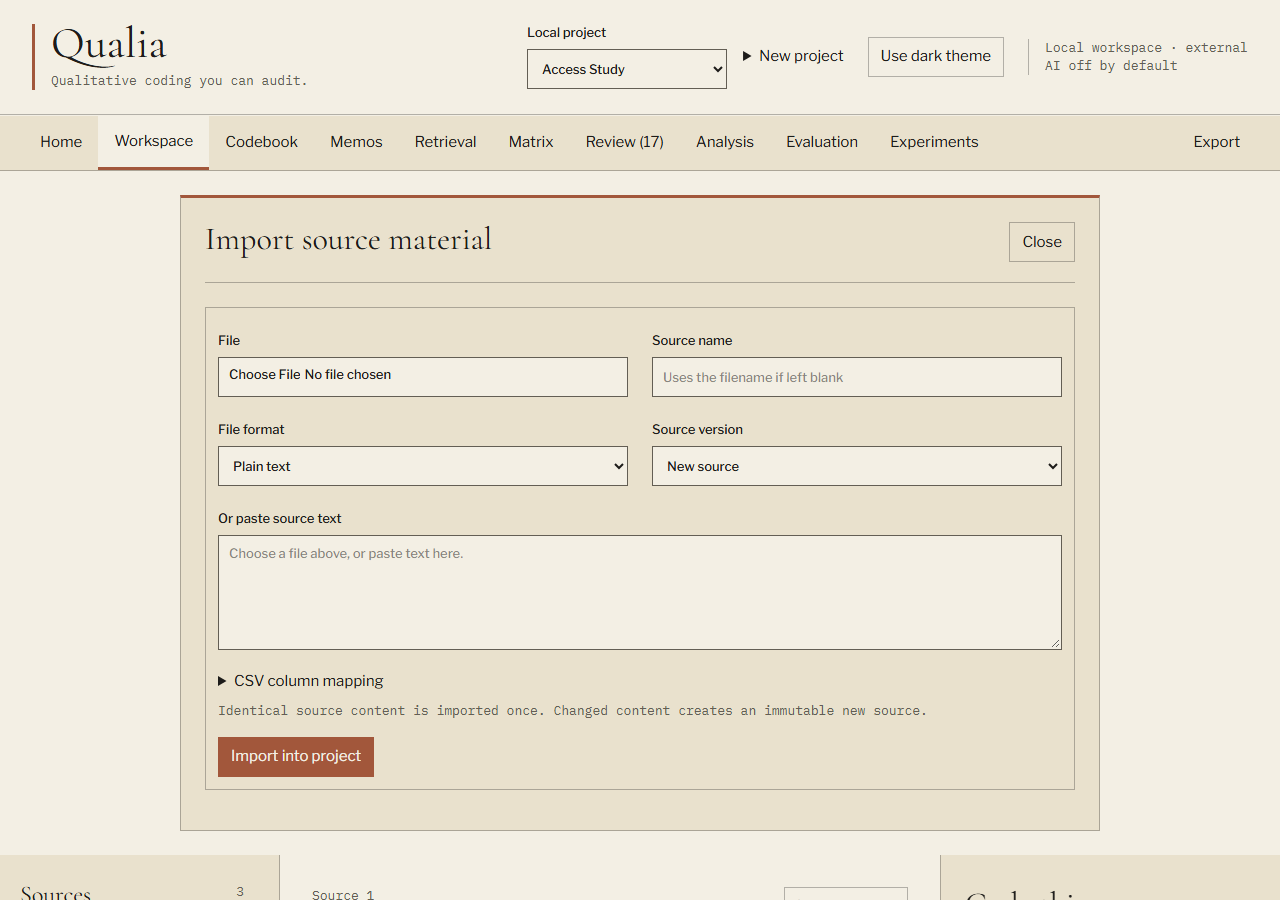 Qualia
Qualitative coding you can audit.
Local project
Access Study
New project
Use dark theme
Local workspace · external
AI off by default
Home
Workspace
Codebook
Memos
Retrieval
Matrix
Review (17)
Analysis
Evaluation
Experiments
Export
Import source material
Close
File
Choose File No file chosen
Source name
Uses the filename if left blank
File format
Plain text
Source version
New source
Or paste source text
Choose a file above, or paste text here.
CSV column mapping
Identical source content is imported once. Changed content creates an immutable new source.
Import into project
Sources
3
Source 1